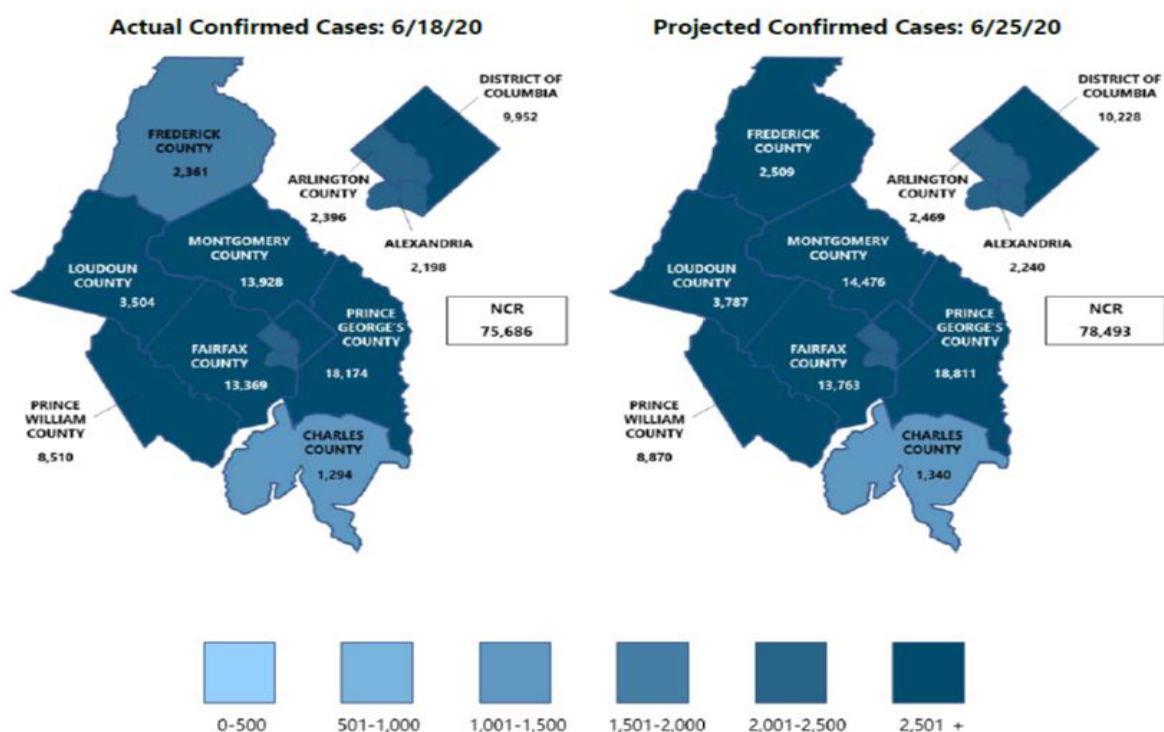 Actual Confirmed Cases: 6/18/20
DISTRICT OF
COLUMBIA
9,952
FREDERICK
COUNTY
2,361
ARLINGTON
COUNTY
2,396
ALEXANDRIA
2,198
MONTGOMERY
COUNTY
13,928
LOUDOUN
COUNTY
3,504
NCR
75,686
PRINCE
GEORGE'S
COUNTY
18,174
FAIRFAX
COUNTY
13,369
PRINCE
WILLIAM
COUNTY
8,510
CHARLES
COUNTY
1,294
Projected Confirmed Cases: 6/25/20
DISTRICT OF
COLUMBIA
10,228
FREDERICK
COUNTY
2,509
ARLINGTON
COUNTY
2,469
ALEXANDRIA
2,240
MONTGOMERY
COUNTY
14,476
LOUDOUN
COUNTY
3,787
NCR
78,493
PRINCE
GEORGE'S
COUNTY
18,811
FAIRFAX
COUNTY
13,763
PRINCE
WILLIAM
COUNTY
8,870
CHARLES
COUNTY
1,340
0-500
501-1,000
1,001-1,500
1,501-2,000
2,001-2,500
2,501 +